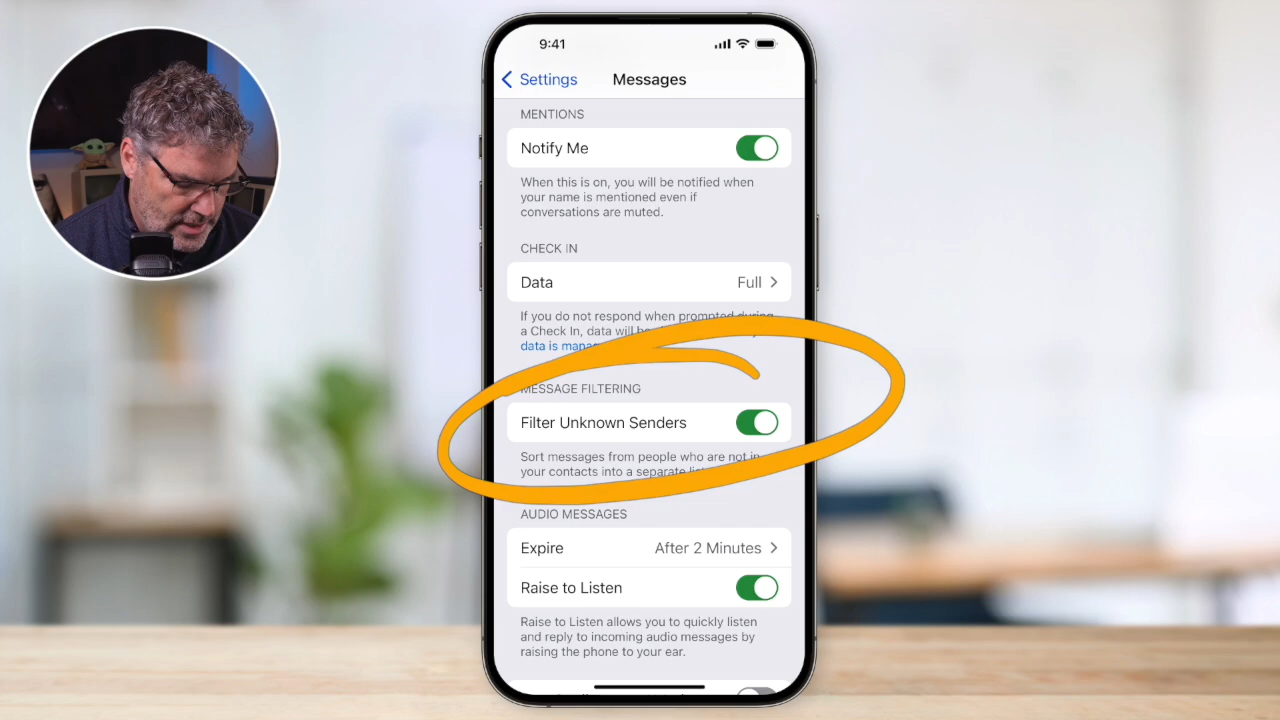 9:41
Settings
Messages
MENTIONS
Notify Me
When this is on, you will be notified when
your name is mentioned even if
conversations are muted.
CHECK IN
Data
Full
If you do not respond when prompted during
a Check In, data will be
data is
MESSAGE FILTERING
Filter Unknown Senders
Sort messages from people who are not in
your contacts into a separate list
AUDIO MESSAGES
Expire
After 2 Minutes
Raise to Listen
Raise to Listen allows you to quickly listen
and reply to incoming audio messages by
raising the phone to your ear.